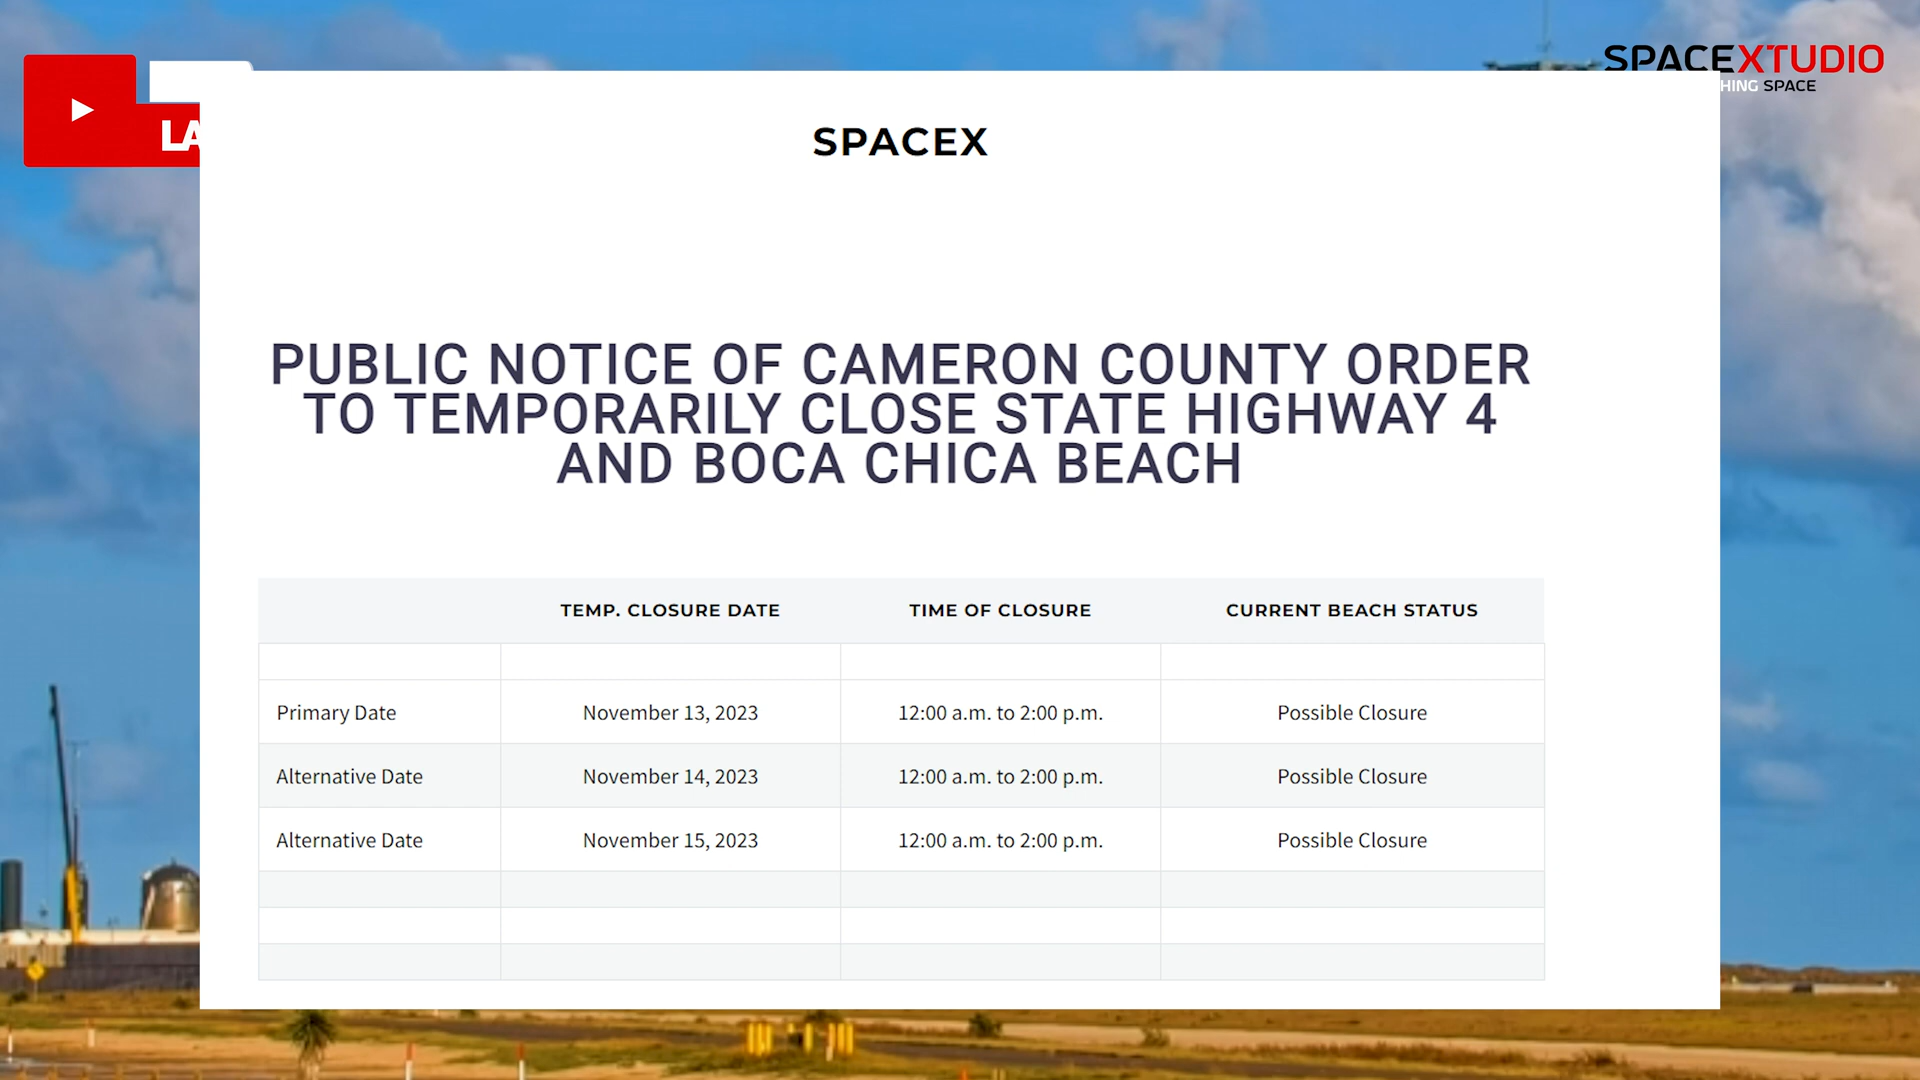 SPACEXTUDIO
SPACE
SPACEX
PUBLIC NOTICE OF CAMERON COUNTY ORDER
TO TEMPORARILY CLOSE STATE HIGHWAY 4
AND BOCA CHICA BEACH
TEMP. CLOSURE DATE TIME OF CLOSURE CURRENT BEACH STATUS
Primary Date November 13, 2023 12:00 a.m. to 2:00 p.m. Possible Closure
Alternative Date November 14, 2023 12:00 a.m. to 2:00 p.m. Possible Closure
Alternative Date November 15, 2023 12:00 a.m. to 2:00 p.m. Possible Closure